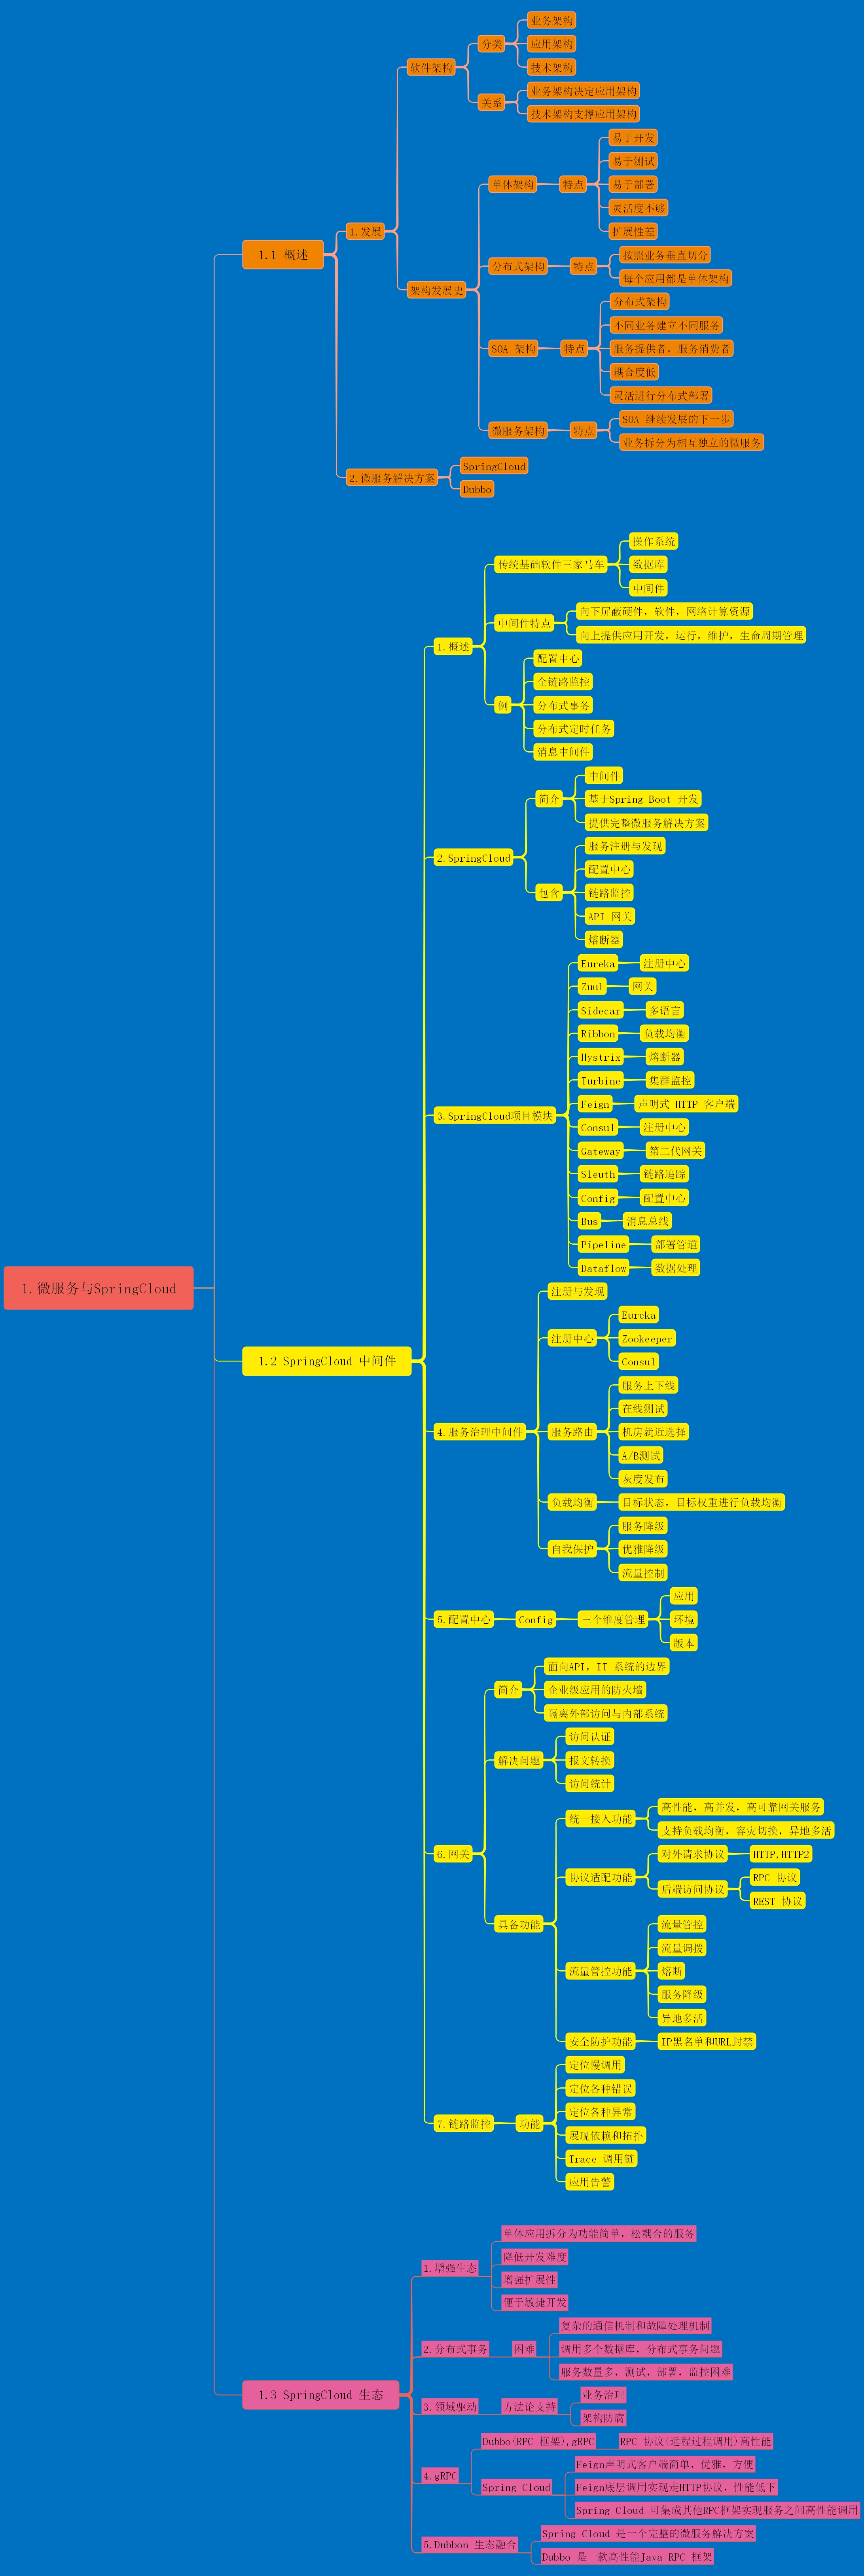 1.微服务与SpringCloud
1.1 概述
1.发展
软件架构
分类
业务架构
应用架构
技术架构
关系
业务架构决定应用架构
技术架构支撑应用架构
架构发展史
单体架构
特点
易于开发
易于测试
易于部署
灵活度不够
扩展性差
分布式架构
特点
按照业务垂直切分
每个应用都是单体架构
SOA 架构
特点
分布式架构
不同业务建立不同服务
服务提供者，服务消费者
耦合度低
灵活进行分布式部署
微服务架构
特点
SOA 继续发展的下一步
业务拆分为相互独立的微服务
2.微服务解决方案
SpringCloud
Dubbo
1.2 SpringCloud 中间件
1.概述
传统基础软件三家马车
操作系统
数据库
中间件
中间件特点
向下屏蔽硬件，软件，网络计算资源
向上提供应用开发，运行，维护，生命周期管理
例
配置中心
全链路监控
分布式事务
分布式定时任务
消息中间件
2.SpringCloud
简介
中间件
基于Spring Boot 开发
提供完整微服务解决方案
包含
服务注册与发现
配置中心
链路监控
API 网关
熔断器
3.SpringCloud项目模块
Eureka
注册中心
Zuul
网关
Sidecar
多语言
Ribbon
负载均衡
Hystrix
熔断器
Turbine
集群监控
Feign
声明式 HTTP 客户端
Consul
注册中心
Gateway
第二代网关
Sleuth
链路追踪
Config
配置中心
Bus
消息总线
Pipeline
部署管道
Dataflow
数据处理
4.服务治理中间件
注册与发现
注册中心
Eureka
Zookeeper
Consul
服务路由
服务上下线
在线测试
机房就近选择
A/B测试
灰度发布
负载均衡
目标状态，目标权重进行负载均衡
自我保护
服务降级
优雅降级
流量控制
5.配置中心
Config
三个维度管理
应用
环境
版本
6.网关
简介
面向API，IT 系统的边界
企业级应用的防火墙
隔离外部访问与内部系统
解决问题
访问认证
报文转换
访问统计
具备功能
统一接入功能
高性能，高并发，高可靠网关服务
支持负载均衡，容灾切换，异地多活
协议适配功能
对外请求协议
HTTP,HTTP2
后端访问协议
RPC 协议
REST 协议
流量管控功能
流量管控
流量调拨
熔断
服务降级
异地多活
安全防护功能
IP黑名单和URL封禁
7.链路监控
功能
定位慢调用
定位各种错误
定位各种异常
展现依赖和拓扑
Trace 调用链
应用告警
1.3 SpringCloud 生态
1.增强生态
单体应用拆分为功能简单，松耦合的服务
降低开发难度
增强扩展性
便于敏捷开发
2.分布式事务
困难
复杂的通信机制和故障处理机制
调用多个数据库，分布式事务问题
服务数量多，测试，部署，监控困难
3.领域驱动
方法论支持
业务治理
架构防腐
4.gRPC
Dubbo(RPC 框架),gRPC
RPC 协议(远程过程调用)高性能
Spring Cloud
Feign声明式客户端简单，优雅，方便
Feign底层调用实现走HTTP协议，性能低下
Spring Cloud 可集成其他RPC框架实现服务之间高性能调用
5.Dubbon 生态融合
Spring Cloud 是一个完整的微服务解决方案
Dubbo 是一款高性能Java RPC 框架